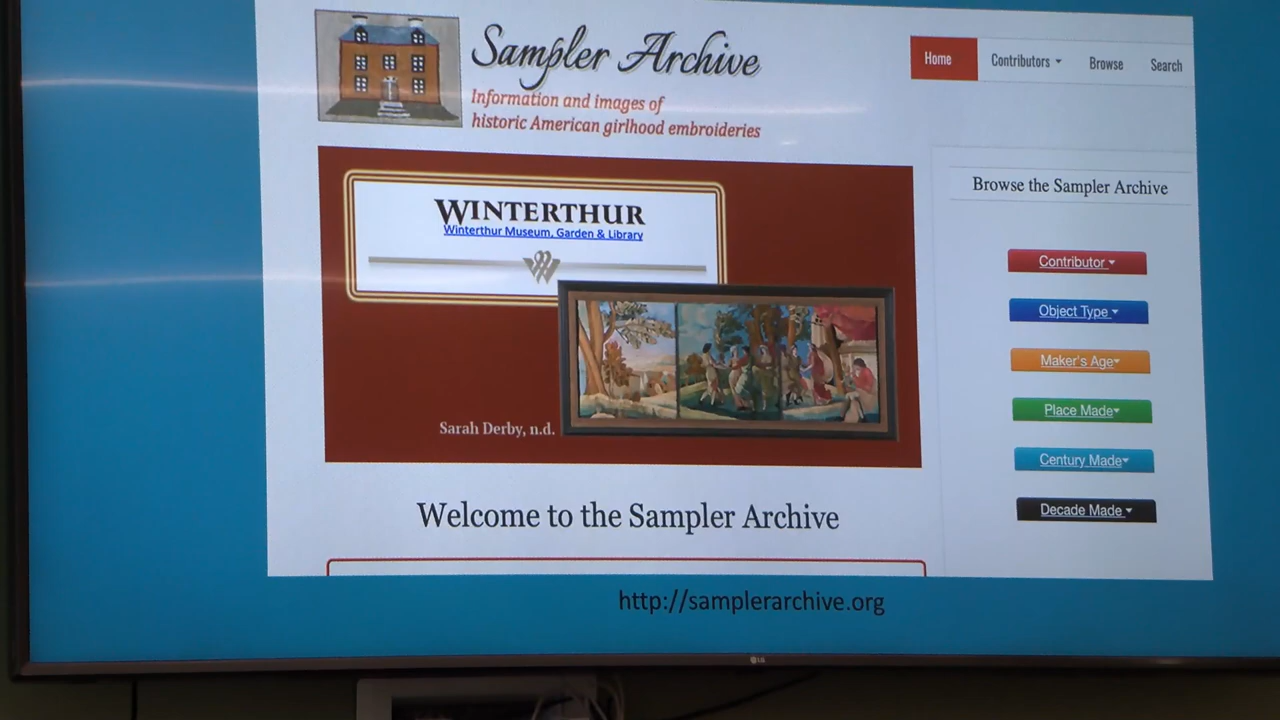 Sampler Archive
Information and images of
historic American girlhood embroideries
Home
Contributors
Browse
Search
WINTERTHUR
Winterthur Museum, Garden & Library
Sarah Derby, n.d.
Welcome to the Sampler Archive
Browse the Sampler Archive
Contributor
Object Type
Maker's Age
Place Made
Century Made
Decade Made
http://samplerarchive.org
LG